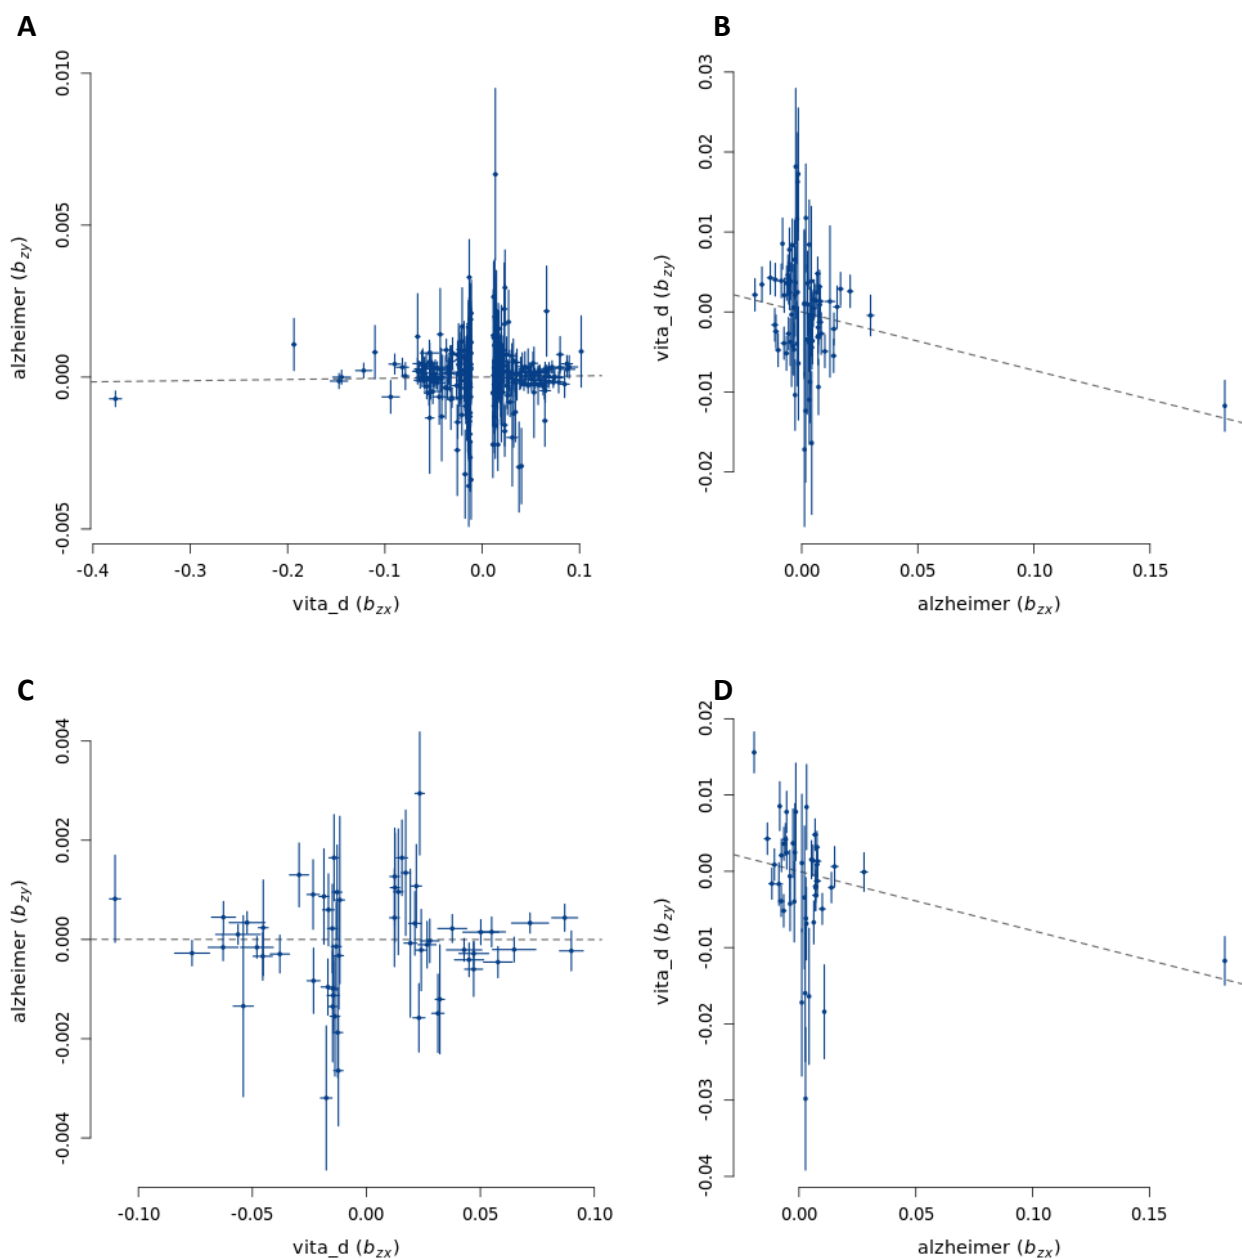 A
0.010
0.005
0.000
-0.005
alzheimer (bzy)
-0.4 -0.3 -0.2 -0.1 0.0 0.1
vita_d (bzx)
B
0.03
0.02
0.01
0.00
-0.01
-0.02
vita_d (bzy)
0.00 0.05 0.10 0.15
alzheimer (bzx)
C
0.004
0.002
0.000
-0.002
-0.004
alzheimer (bzy)
-0.10 -0.05 0.00 0.05 0.10
vita_d (bzx)
D
0.02
0.01
0.00
-0.01
-0.02
-0.03
-0.04
vita_d (bzy)
0.00 0.05 0.10 0.15
alzheimer (bzx)